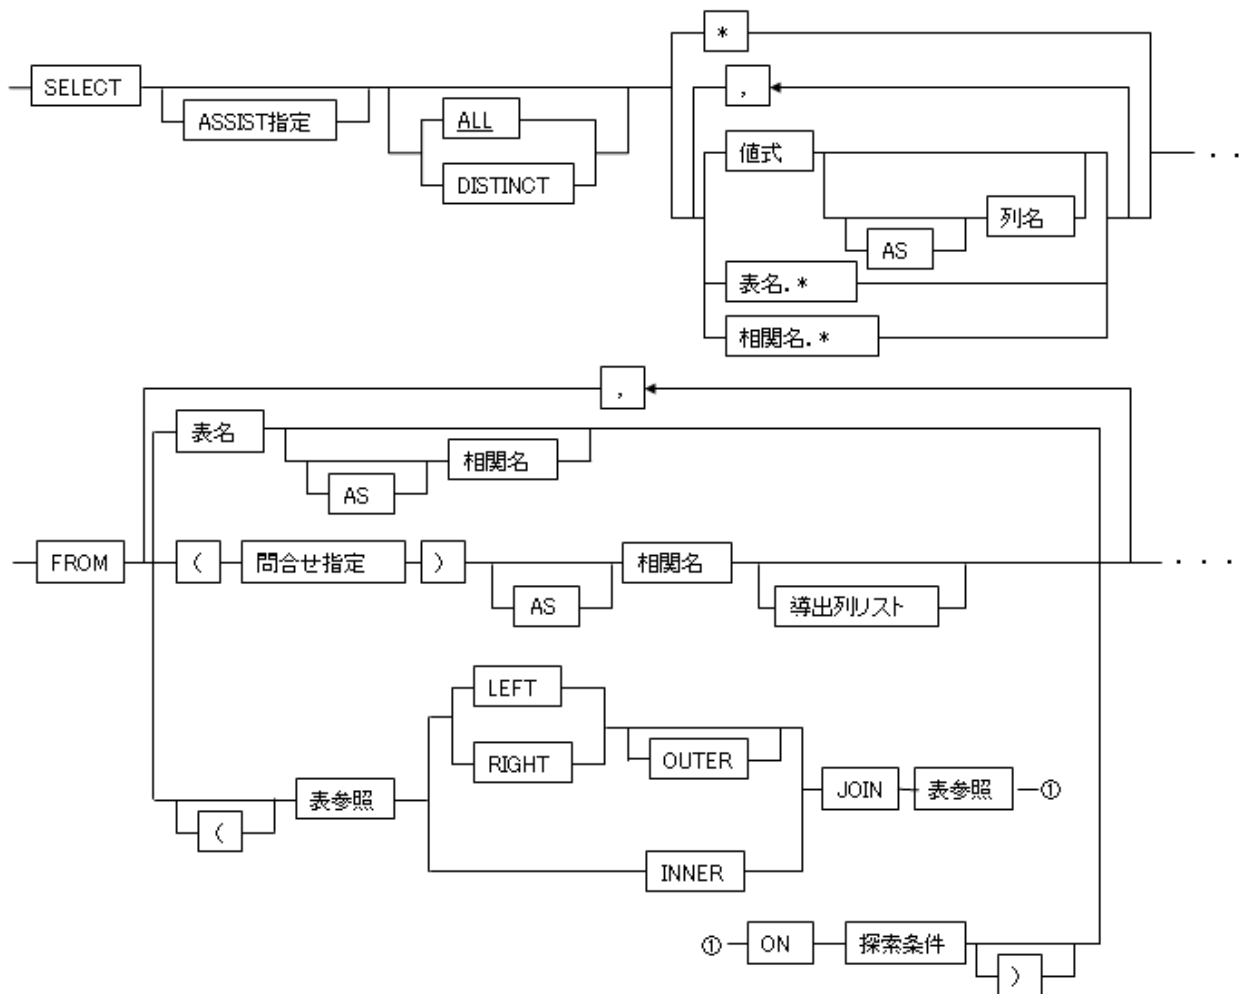 *
SELECT
ASSIST指定
ALL
DISTINCT
,
値式
AS
列名
表名.*
相関名.*
・・
,
表名
AS
相関名
FROM
(
問合せ指定
)
AS
相関名
導出列リスト
・・・
(
表参照
LEFT
RIGHT
OUTER
INNER
JOIN
表参照
①
①
ON
探索条件
)